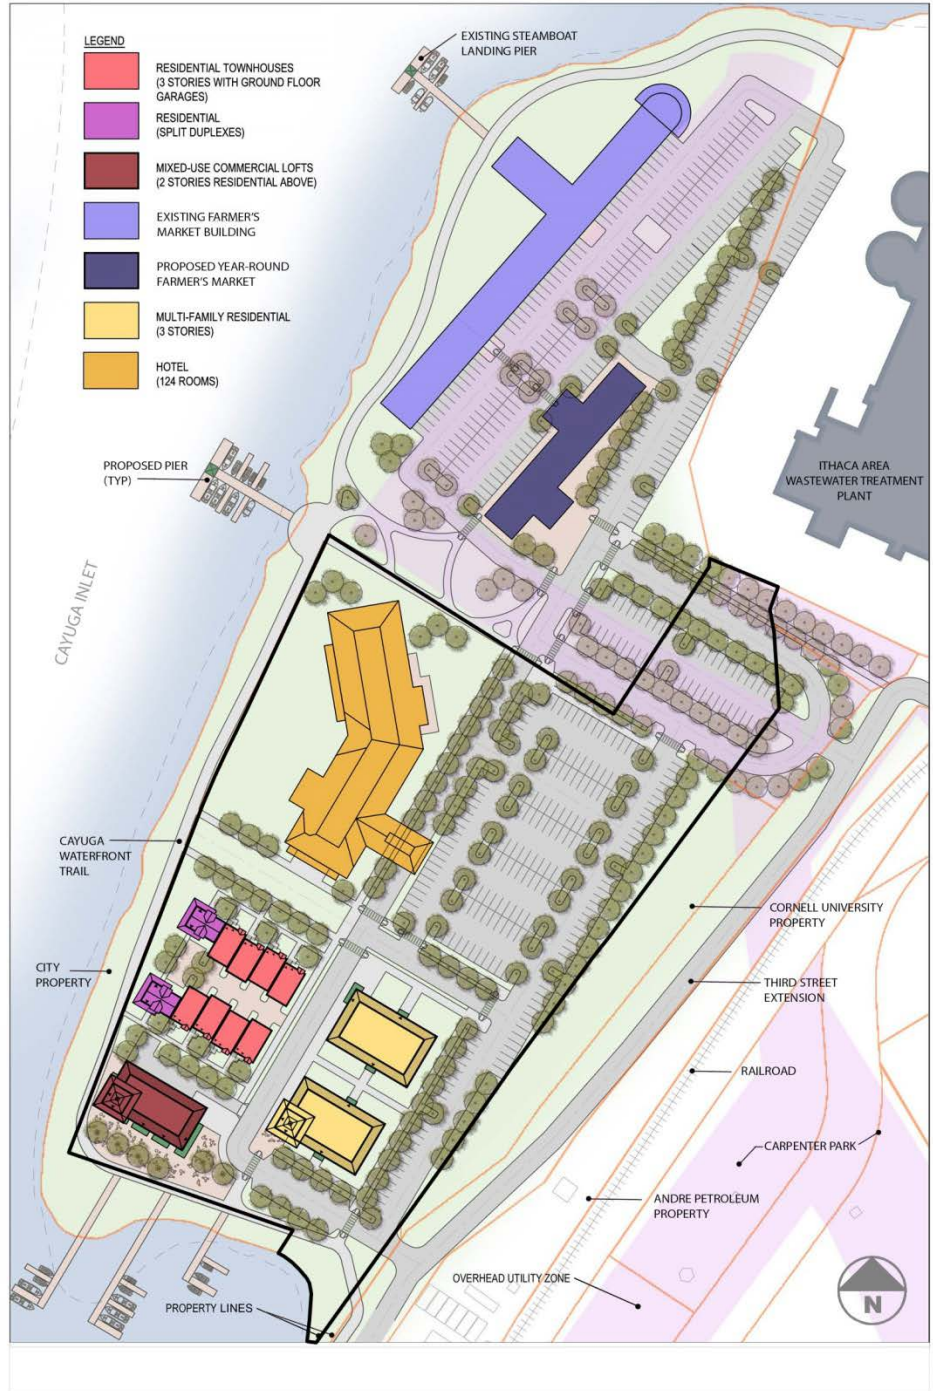 LEGEND
RESIDENTIAL TOWNHOUSES
(3 STORIES WITH GROUND FLOOR
GARAGES)
RESIDENTIAL
(SPLIT DUPLEXES)
MIXED-USE COMMERCIAL LOFTS
(2 STORIES RESIDENTIAL ABOVE)
EXISTING FARMER'S
MARKET BUILDING
PROPOSED YEAR-ROUND
FARMER'S MARKET
MULTI-FAMILY RESIDENTIAL
(3 STORIES)
HOTEL
(124 ROOMS)
EXISTING STEAMBOAT
LANDING PIER
PROPOSED PIER
(TYP)
ITHACA AREA
WASTEWATER TREATMENT
PLANT
CAYUGA INLET
CAYUGA
WATERFRONT
TRAIL
CITY
PROPERTY
CORNELL UNIVERSITY
PROPERTY
THIRD STREET
EXTENSION
RAILROAD
CARPENTER PARK
ANDRE PETROLEUM
PROPERTY
OVERHEAD UTILITY ZONE
PROPERTY LINES
N